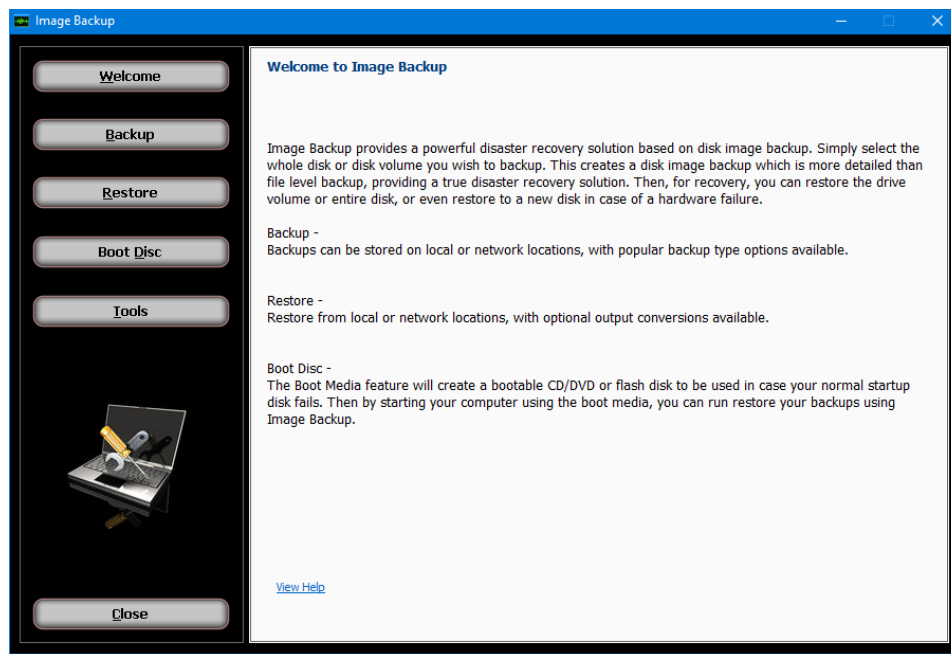 Image Backup
Welcome
Backup
Restore
Boot Disc
Tools
Close
Welcome to Image Backup
Image Backup provides a powerful disaster recovery solution based on disk image backup. Simply select the
whole disk or disk volume you wish to backup. This creates a disk image backup which is more detailed than
file level backup, providing a true disaster recovery solution. Then, for recovery, you can restore the drive
volume or entire disk, or even restore to a new disk in case of a hardware failure.
Backup -
Backups can be stored on local or network locations, with popular backup type options available.
Restore -
Restore from local or network locations, with optional output conversions available.
Boot Disc -
The Boot Media feature will create a bootable CD/DVD or flash disk to be used in case your normal startup
disk fails. Then by starting your computer using the boot media, you can run restore your backups using
Image Backup.
View Help